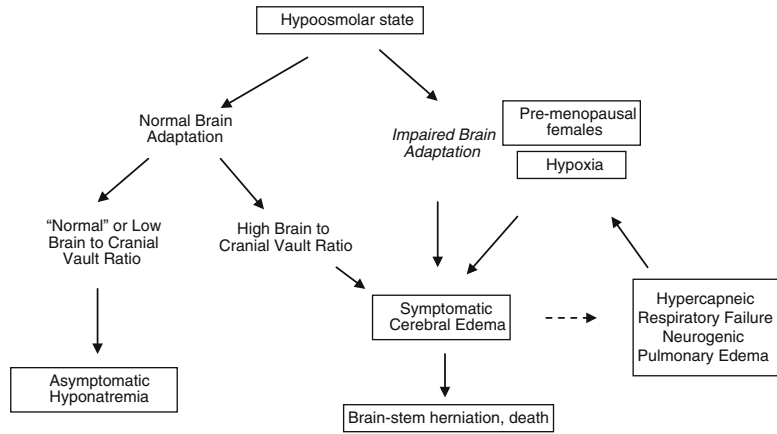 Hypoosmolar state
Normal Brain
Adaptation
Impaired Brain
Adaptation
Pre-menopausal
females
Hypoxia
“Normal” or Low
Brain to Cranial
Vault Ratio
High Brain to
Cranial Vault Ratio
Symptomatic
Cerebral Edema
Hypercapneic
Respiratory Failure
Neurogenic
Pulmonary Edema
Asymptomatic
Hyponatremia
Brain-stem herniation, death